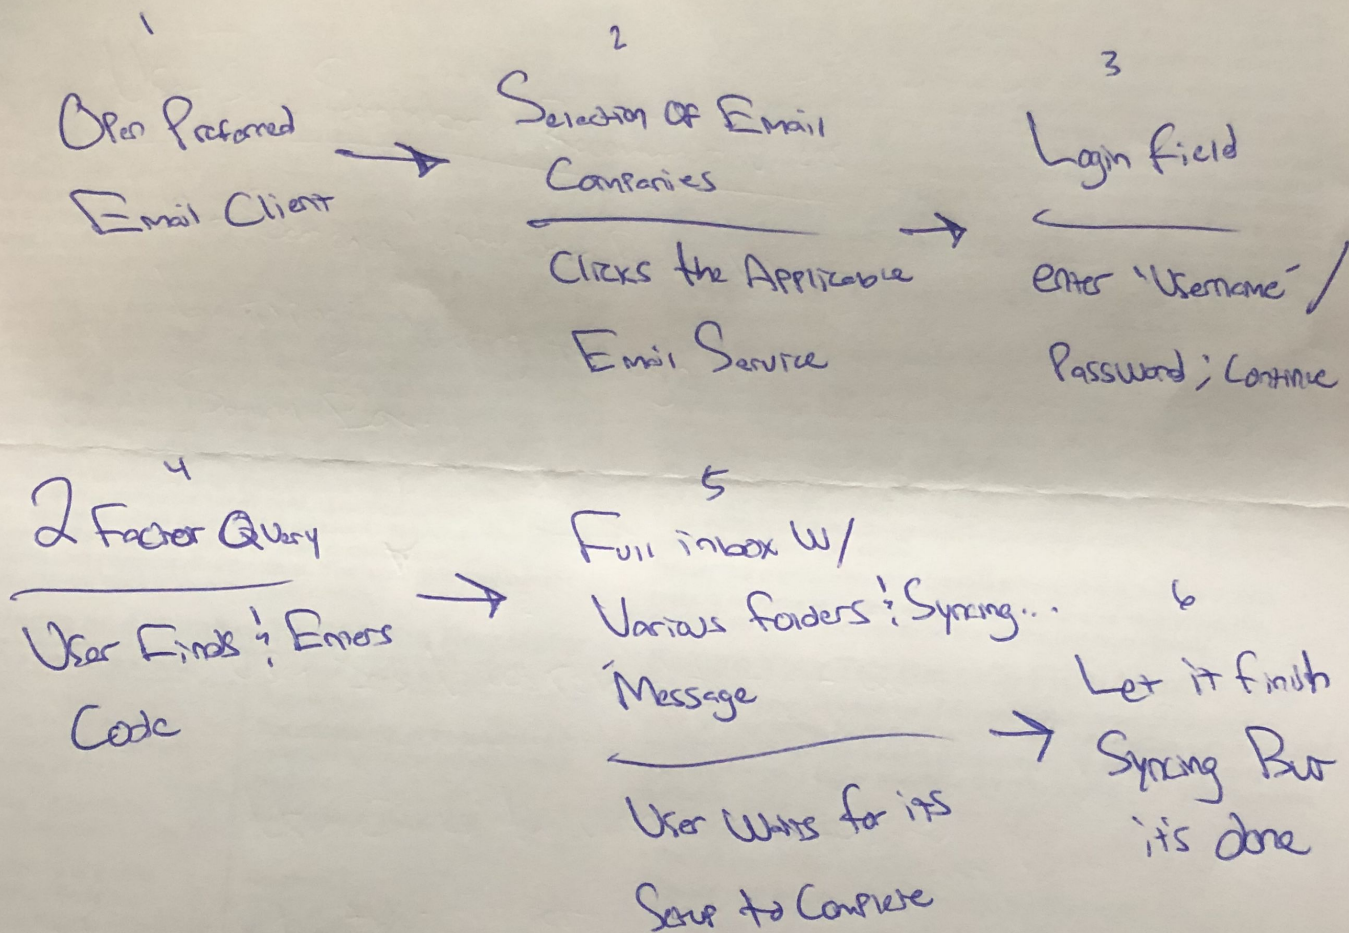 1
Open Preferred
Email Client
2
Selection of Email
Companies
Clicks the Applicable
Email Service
3
Login field
enter "Username" /
Password; Continue
4
2 Factor Query
User Finds & Enters
Code
5
Full inbox w/
Various folders & Syncing...
Message
User waits for its
Setup to Complete
6
Let it finish
Syncing But
it's done